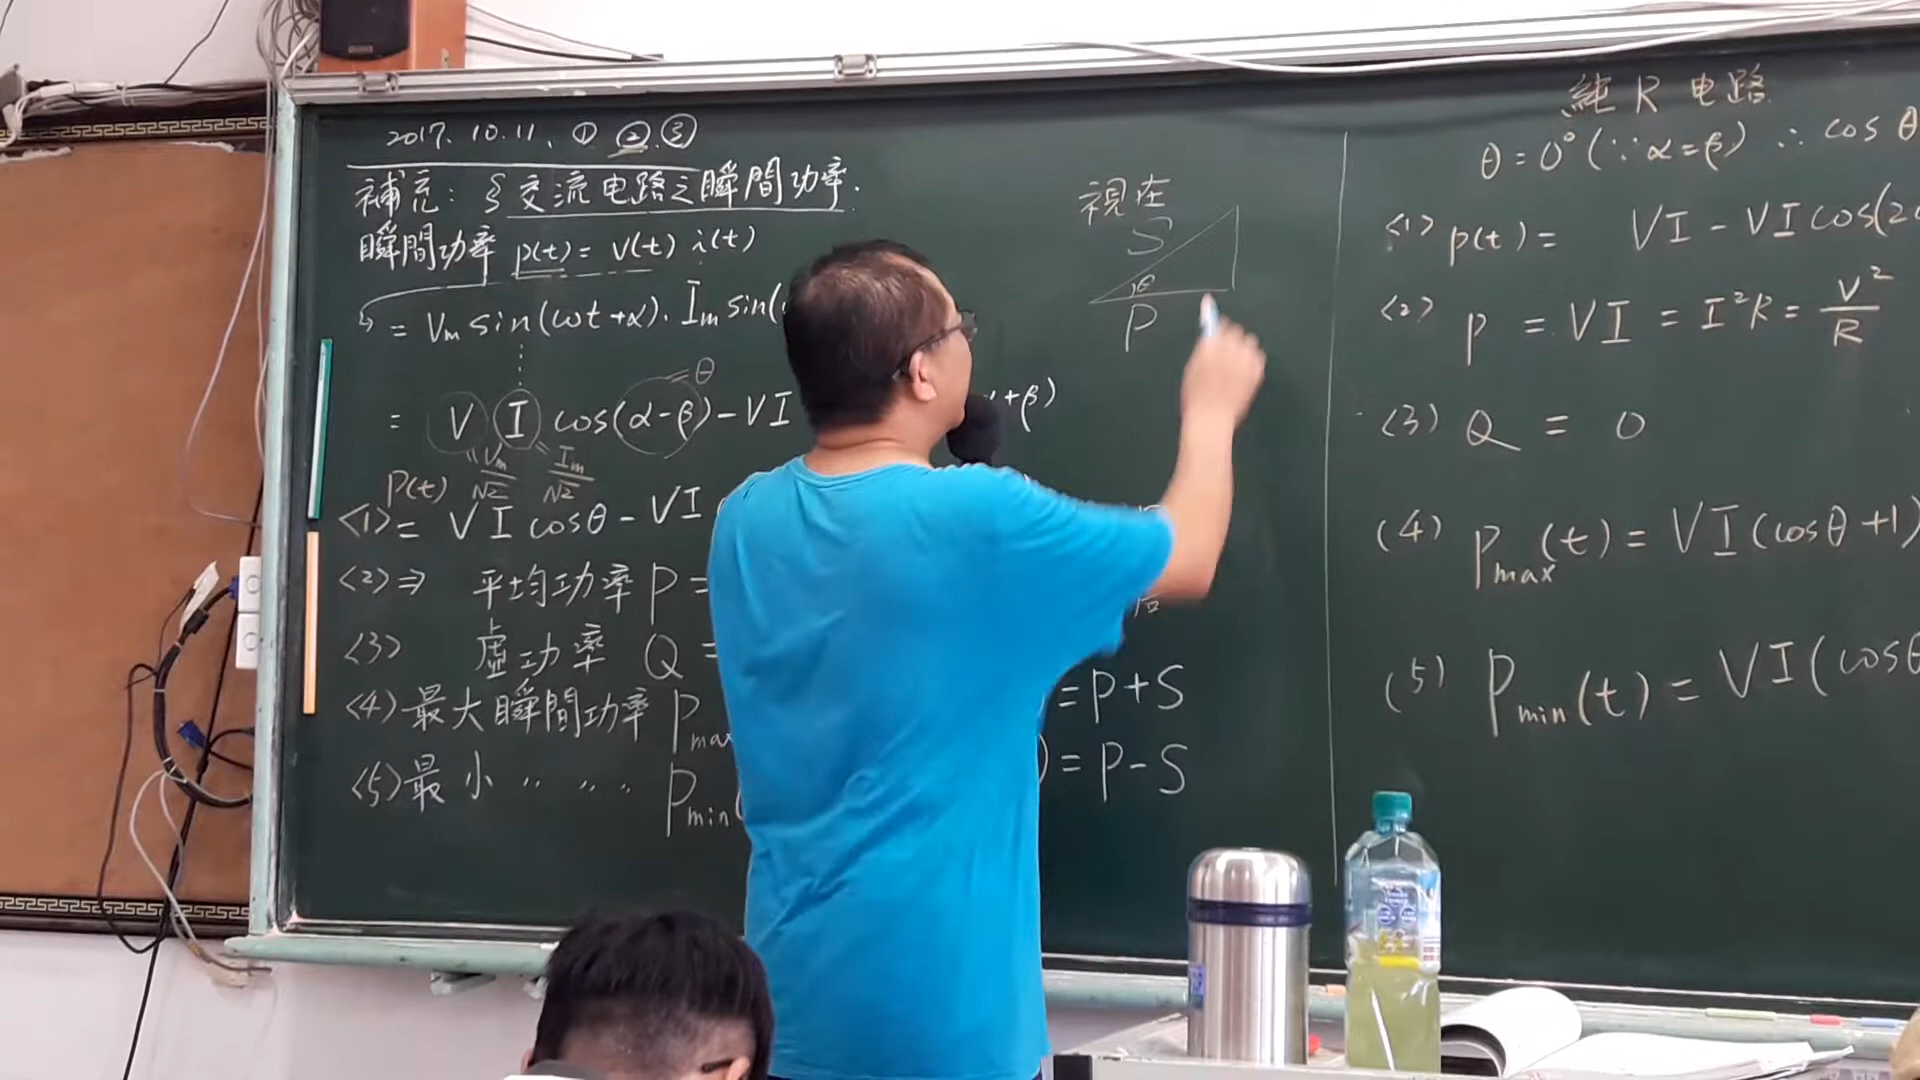 2017. 10. 11. ① ② ③
補充: § 交流电路之瞬間功率.
瞬間功率 p(t) = v(t) i(t)
= Vm sin(ωt+α). Im sin(
= θ
= V I cos(α-β) - VI
+β)
Vm/√2 Im/√2
P(t)
<1> = VI cosθ - VI
<2> ⇒ 平均功率 P =
<3> 虛功率 Q =
<4> 最大瞬間功率 Pmax
= P+S
<5> 最小 〃 〃 〃 Pmin(
) = P-S
視在
S
θ
P
純 R 电路
θ = 0° (∵ α = β) ∴ cos θ
<1> p(t) = VI - VI cos(2
<2> P = VI = I²R = V²/R
(3) Q = 0
(4) Pmax(t) = VI(cosθ+1)
(5) Pmin(t) = VI(cosθ